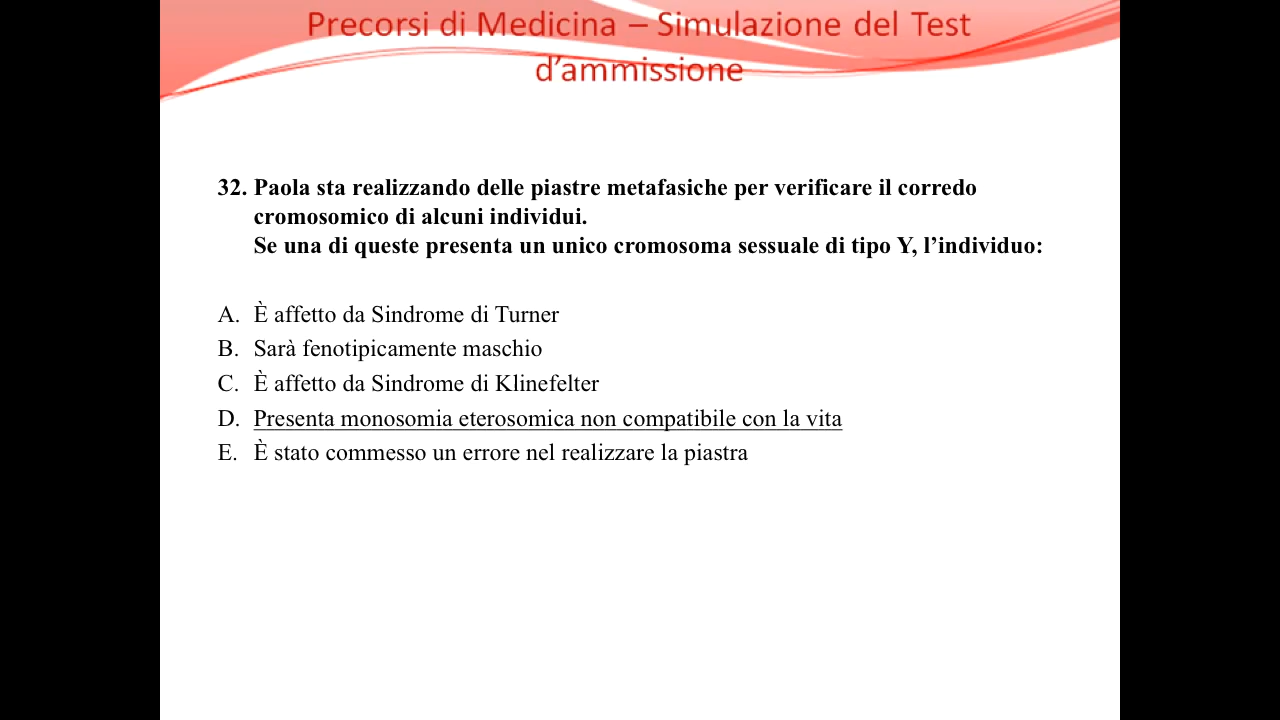 Precorsi di Medicina – Simulazione del Test
d’ammissione
32. Paola sta realizzando delle piastre metafasiche per verificare il corredo
cromosomico di alcuni individui.
Se una di queste presenta un unico cromosoma sessuale di tipo Y, l’individuo:
A. È affetto da Sindrome di Turner
B. Sarà fenotipicamente maschio
C. È affetto da Sindrome di Klinefelter
D. Presenta monosomia eterosomica non compatibile con la vita
E. È stato commesso un errore nel realizzare la piastra